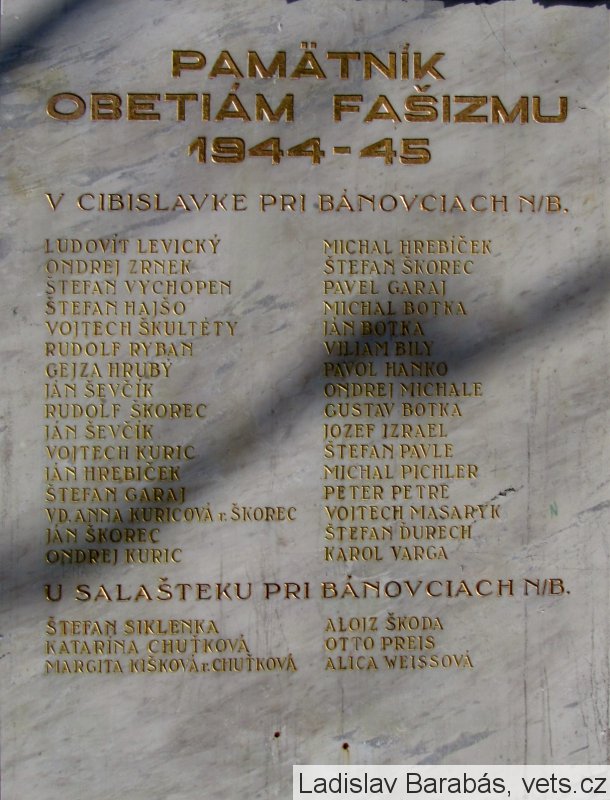 PAMÄTNÍK
OBETIÁM FAŠIZMU
1944-45
V CIBISLAVKE PRI BÁNOVCIACH N/B.
ĽUDOVÍT LEVICKÝ
ONDREJ ZRNEK
ŠTEFAN VYCHOPEN
ŠTEFAN HAJŠO
VOJTECH ŠKULTÉTY
RUDOLF RYBAN
GEJZA HRUBÝ
JÁN ŠEVČÍK
RUDOLF ŠKOREC
JÁN ŠEVČÍK
VOJTECH KURIC
JÁN HREBÍČEK
ŠTEFAN GARAJ
VD. ANNA KURICOVÁ r. ŠKOREC
JÁN ŠKOREC
ONDREJ KURIC
MICHAL HREBÍČEK
ŠTEFAN ŠKOREC
PAVEL GARAJ
MICHAL BOTKA
JÁN BOTKA
VILIAM BILY
PAVOL HANKO
ONDREJ MICHALE
GUSTAV BOTKA
JOZEF IZRAEL
ŠTEFAN PAVLE
MICHAL PICHLER
PETER PETRE
VOJTECH MASARYK
ŠTEFAN ĎURECH
KAROL VARGA
U SALAŠTEKU PRI BÁNOVCIACH N/B.
ŠTEFAN SIKLENKA
KATARÍNA CHUŤKOVÁ
MARGITA KIŠKOVÁ r. CHUŤKOVÁ
ALOJZ ŠKODA
OTTO PREIS
ALICA WEISSOVÁ
Ladislav Barabás, vets.cz